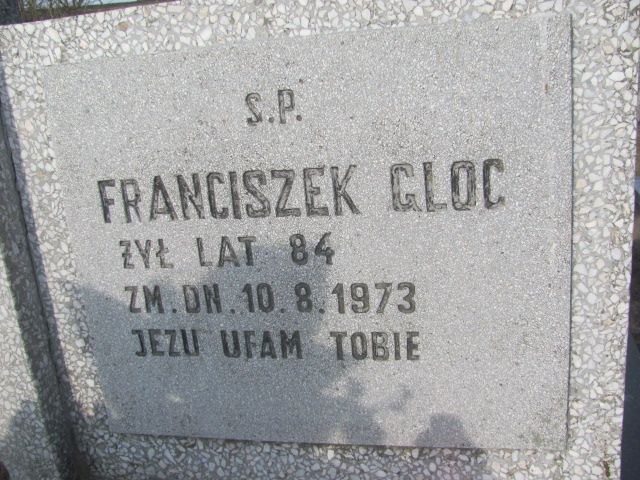 S.P.
FRANCISZEK GLOC
ŻYŁ LAT 84
ZM.DN.10.8.1973
JEZU UFAM TOBIE